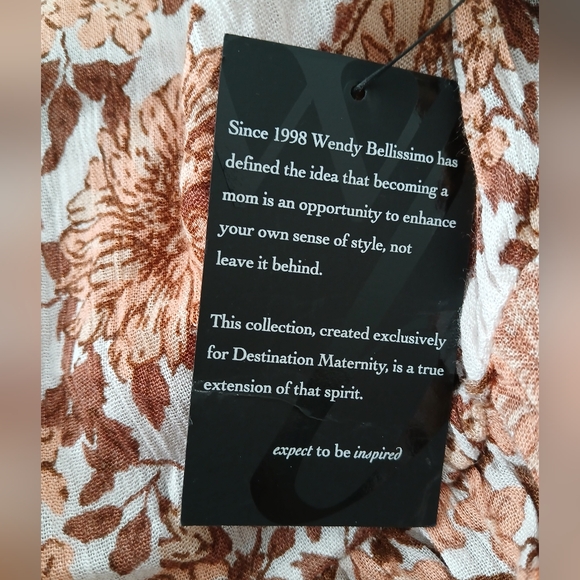 Since 1998 Wendy Bellissimo has
defined the idea that becoming a
mom is an opportunity to enhance
your own sense of style, not
leave it behind.
This collection, created exclusively
for Destination Maternity, is a true
extension of that spirit.
expect to be inspired